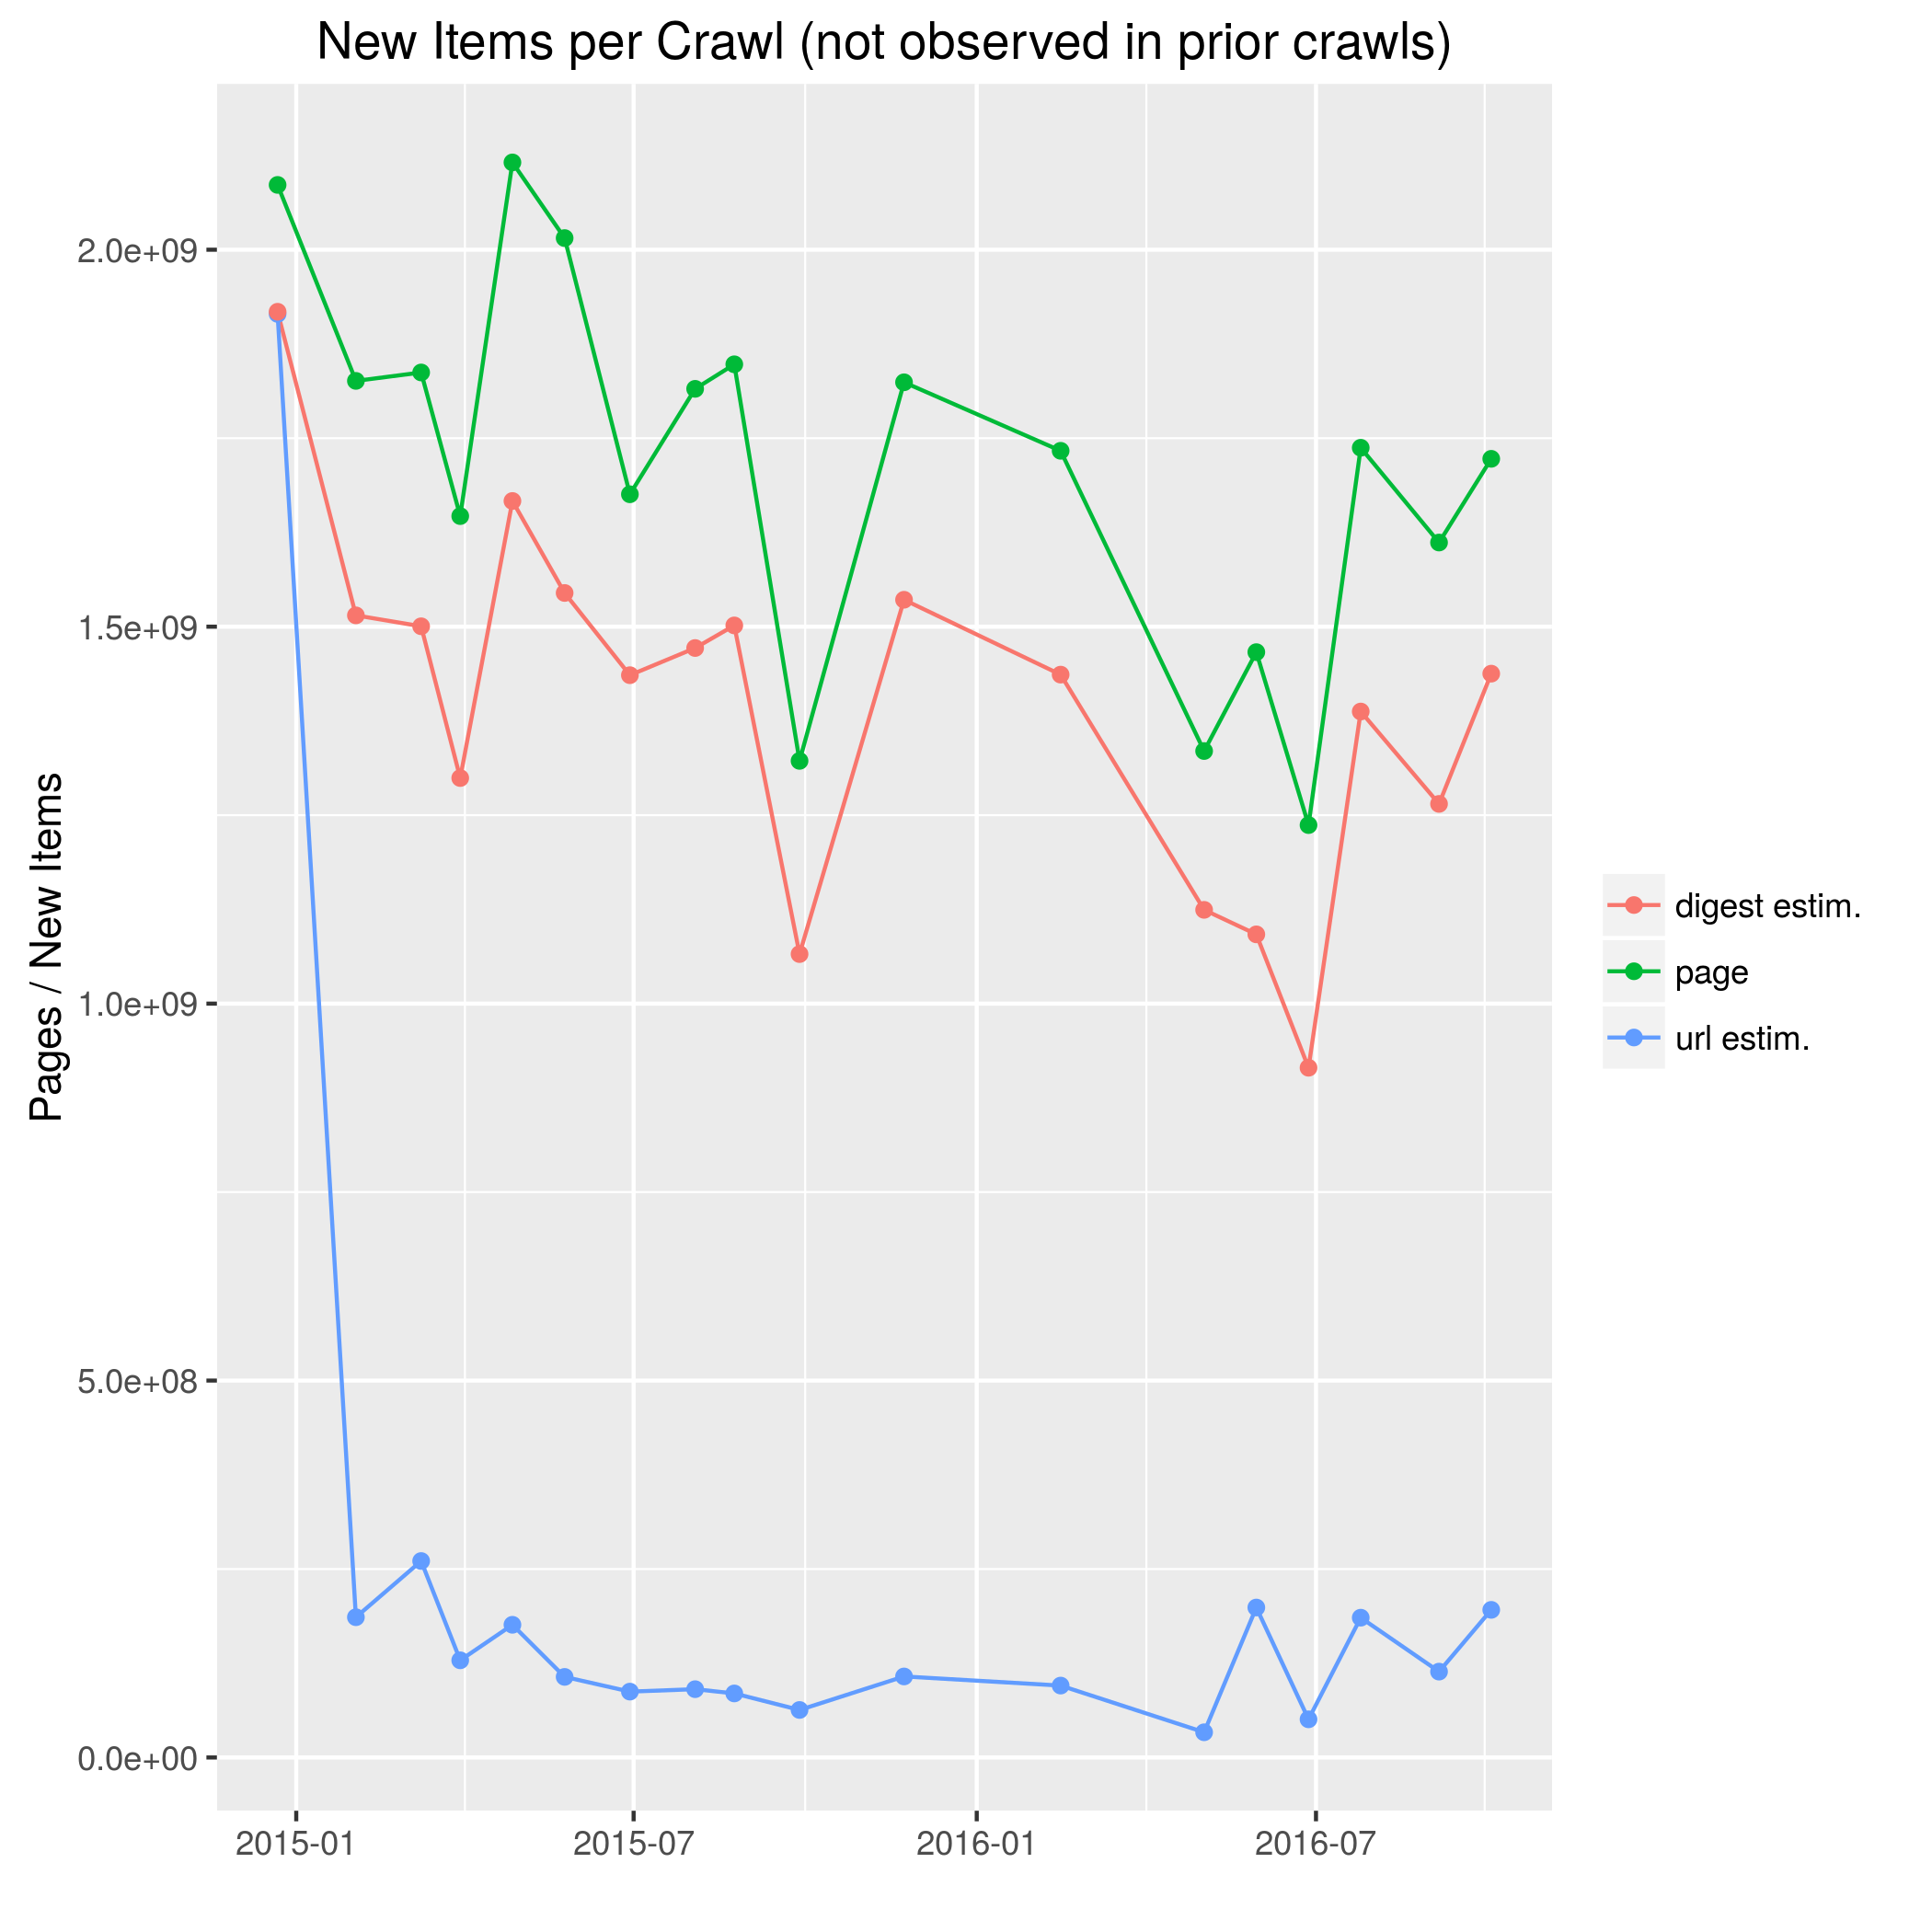 New Items per Crawl (not observed in prior crawls)
Pages / New Items
2.0e+09
1.5e+09
1.0e+09
5.0e+08
0.0e+00
2015-01
2015-07
2016-01
2016-07
digest estim.
page
url estim.